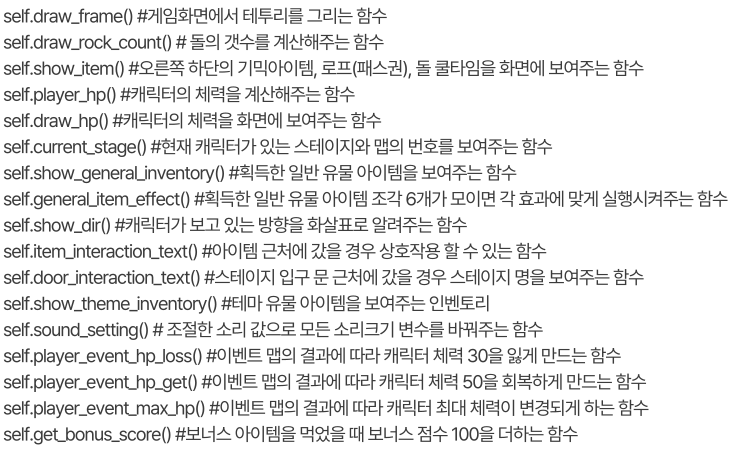 self.draw_frame() #게임화면에서 테투리를 그리는 함수
self.draw_rock_count() # 돌의 갯수를 계산해주는 함수
self.show_item() #오른쪽 하단의 기믹아이템, 로프(패스권), 돌 쿨타임을 화면에 보여주는 함수
self.player_hp() #캐릭터의 체력을 계산해주는 함수
self.draw_hp() #캐릭터의 체력을 화면에 보여주는 함수
self.current_stage() #현재 캐릭터가 있는 스테이지와 맵의 번호를 보여주는 함수
self.show_general_inventory() #획득한 일반 유물 아이템을 보여주는 함수
self.general_item_effect() #획득한 일반 유물 아이템 조각 6개가 모이면 각 효과에 맞게 실행시켜주는 함수
self.show_dir() #캐릭터가 보고 있는 방향을 화살표로 알려주는 함수
self.item_interaction_text() #아이템 근처에 갔을 경우 상호작용 할 수 있는 함수
self.door_interaction_text() #스테이지 입구 문 근처에 갔을 경우 스테이지 명을 보여주는 함수
self.show_theme_inventory() #테마 유물 아이템을 보여주는 인벤토리
self.sound_setting() # 조절한 소리 값으로 모든 소리크기 변수를 바꿔주는 함수
self.player_event_hp_loss() #이벤트 맵의 결과에 따라 캐릭터 체력 30을 잃게 만드는 함수
self.player_event_hp_get() #이벤트 맵의 결과에 따라 캐릭터 체력 50을 회복하게 만드는 함수
self.player_event_max_hp() #이벤트 맵의 결과에 따라 캐릭터 최대 체력이 변경되게 하는 함수
self.get_bonus_score() #보너스 아이템을 먹었을 때 보너스 점수 100을 더하는 함수